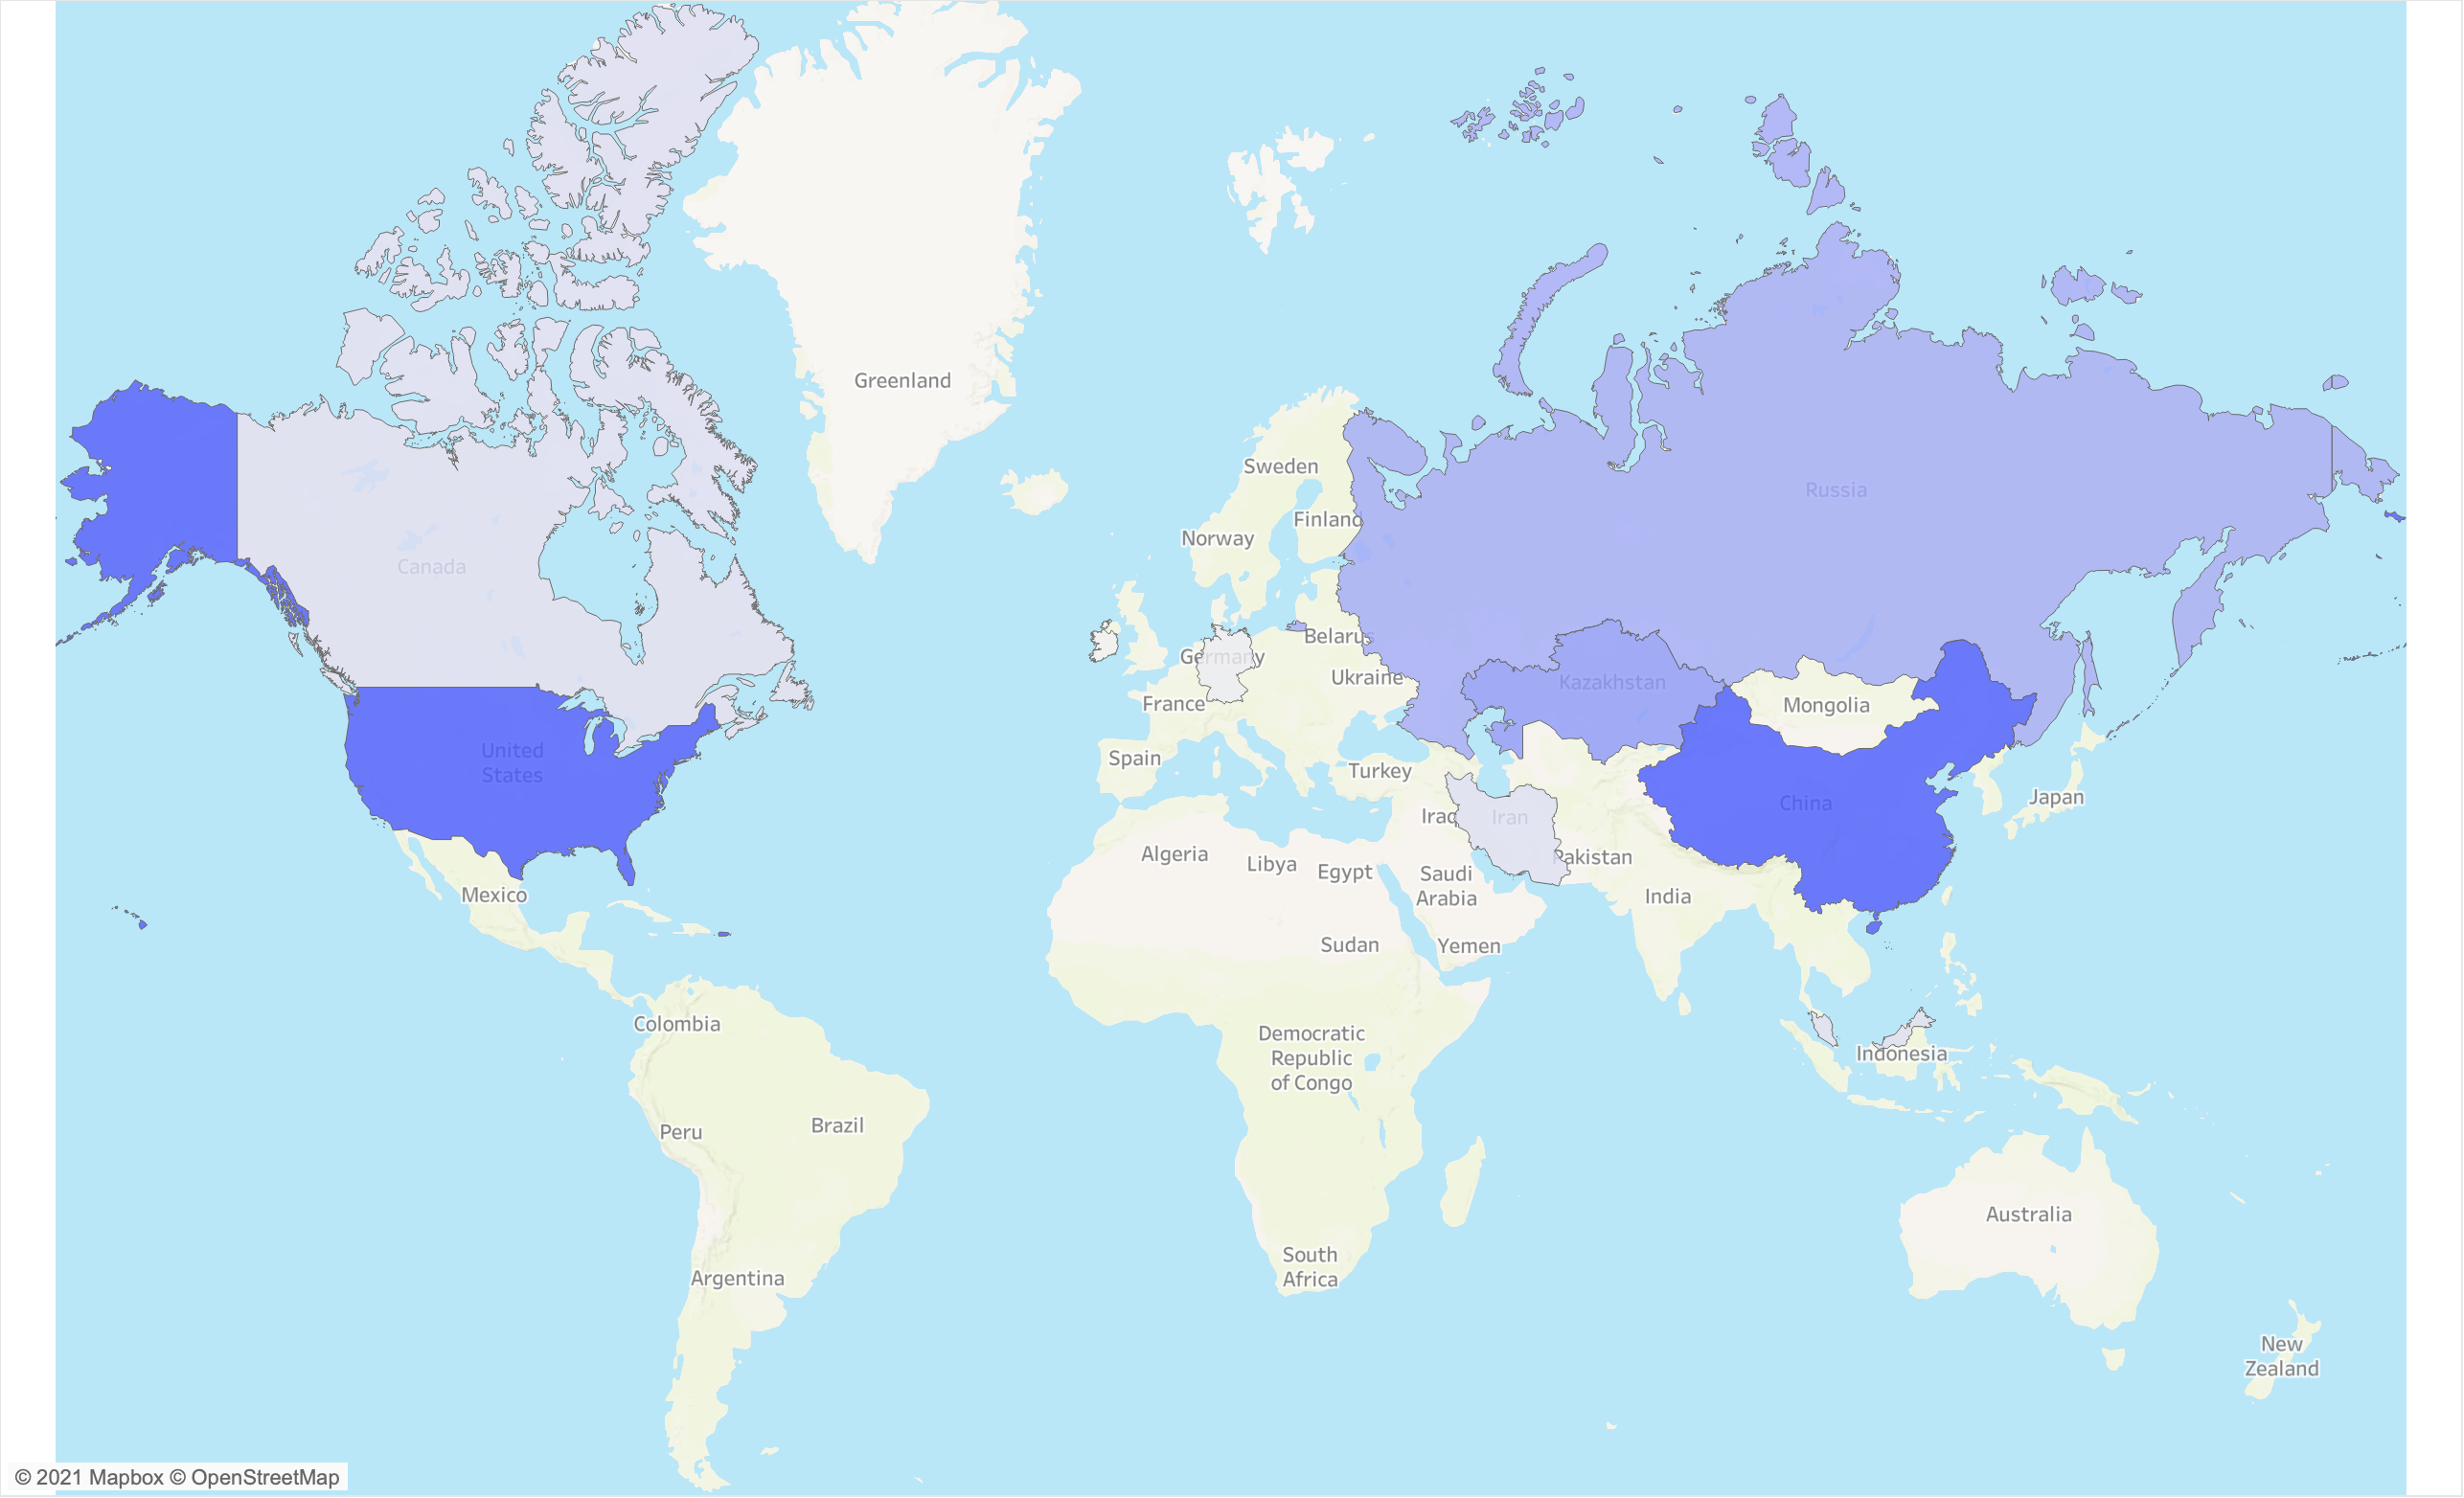 Greenland
Sweden
Russia
Finland
Norway
Canada
Belarus
Germany
Ukraine
Kazakhstan
France
Mongolia
United
States
Spain
Turkey
Japan
China
Iraq
Iran
Algeria
Libya
Egypt
Pakistan
Saudi
Arabia
India
Mexico
Sudan
Yemen
Colombia
Democratic
Republic
of Congo
Indonesia
Peru
Brazil
Australia
South
Africa
Argentina
New
Zealand
© 2021 Mapbox © OpenStreetMap